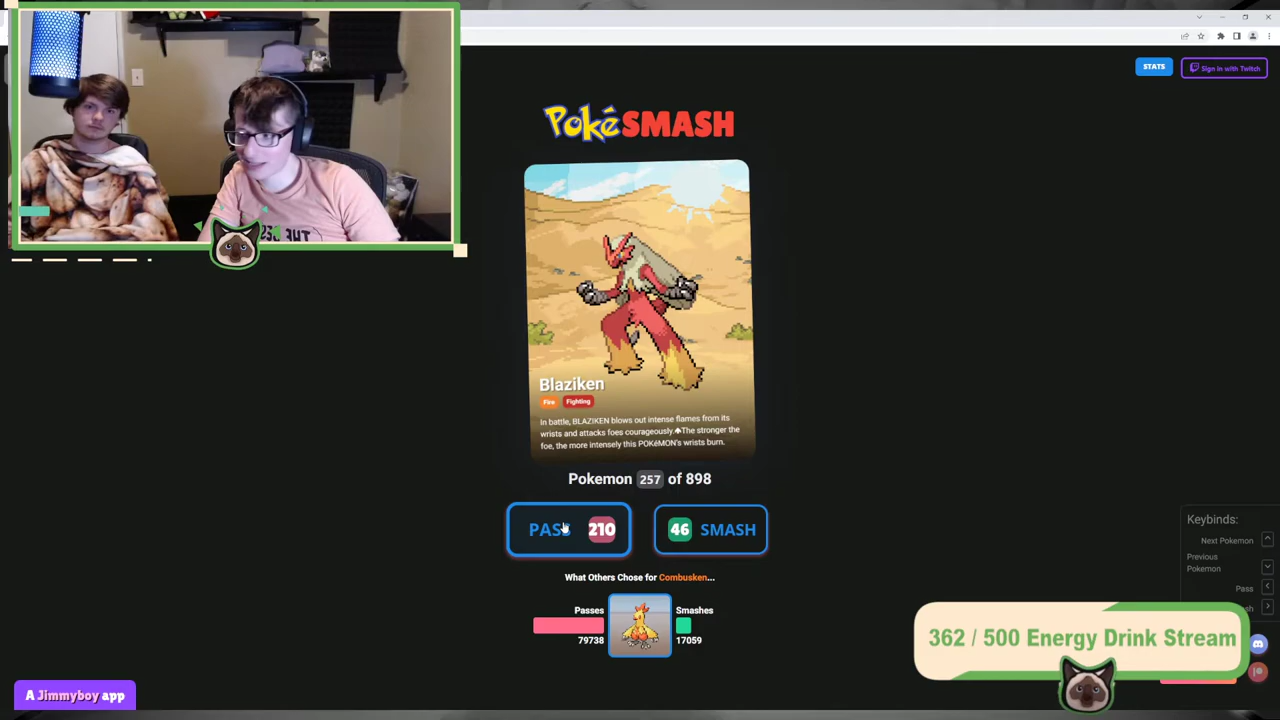 STATS
Sign in with Twitch
PokéSMASH
Blaziken
Fire Fighting
In battle, BLAZIKEN blows out intense flames from its
wrists and attacks foes courageously.♠The stronger the
foe, the more intensely this POKéMON's wrists burn.
Pokemon 257 of 898
PASS 210
46 SMASH
What Others Chose for Combusken...
Passes
79738
Smashes
17059
Keybinds:
Next Pokemon
Previous
Pokemon
Pass
362 / 500 Energy Drink Stream
A Jimmyboy app